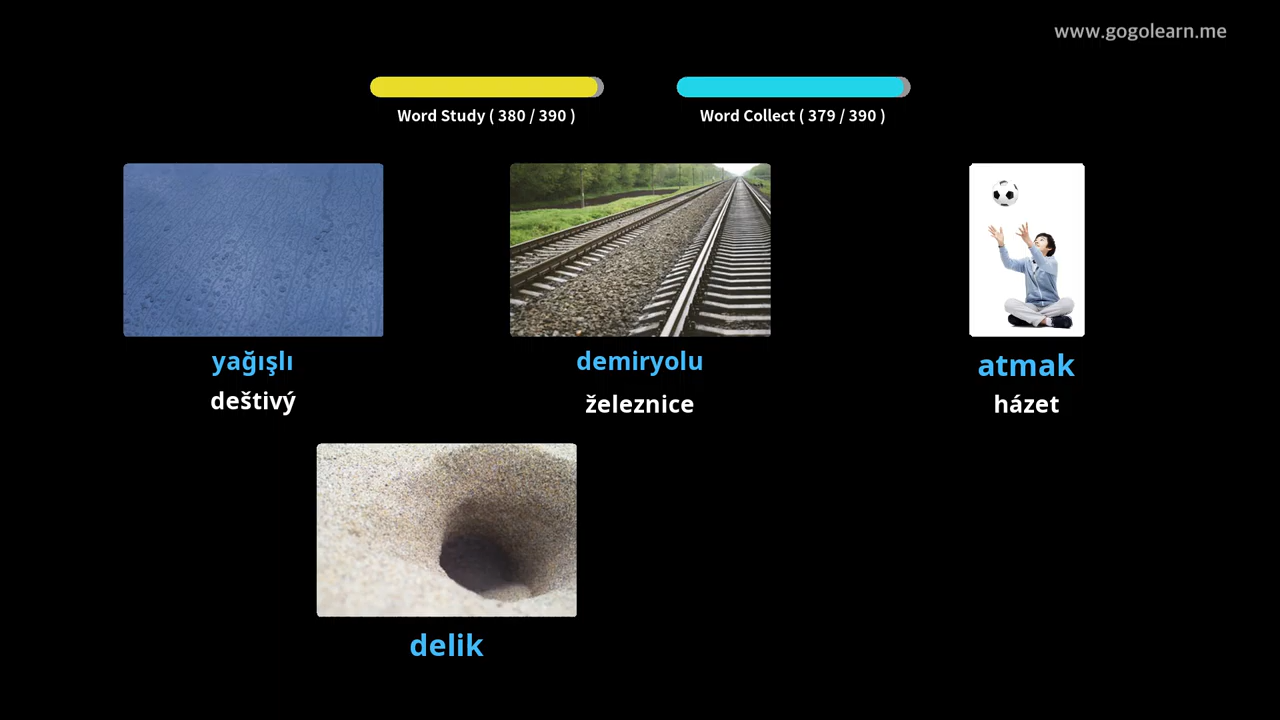 www.gogolearn.me
Word Study ( 380 / 390 )
Word Collect ( 379 / 390 )
yağışlı
demiryolu
atmak
deštivý
železnice
házet
delik